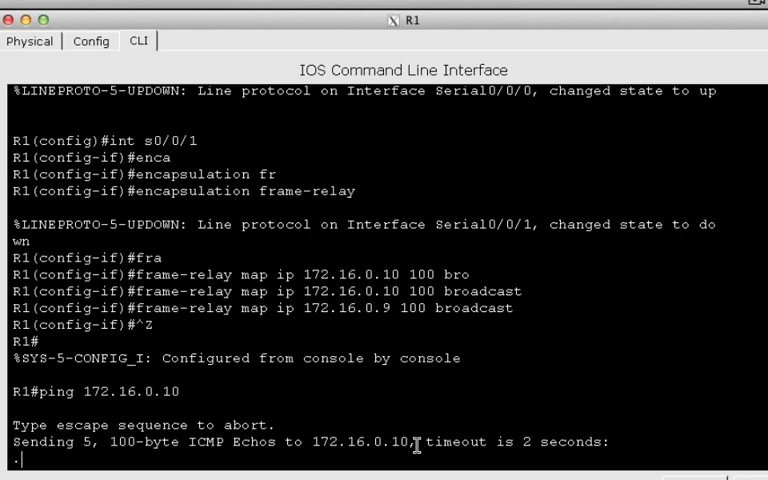 R1
Physical Config CLI
IOS Command Line Interface
%LINEPROTO-5-UPDOWN: Line protocol on Interface Serial0/0/0, changed state to up
R1(config)#int s0/0/1
R1(config-if)#enca
R1(config-if)#encapsulation fr
R1(config-if)#encapsulation frame-relay
%LINEPROTO-5-UPDOWN: Line protocol on Interface Serial0/0/1, changed state to do
wn
R1(config-if)#fra
R1(config-if)#frame-relay map ip 172.16.0.10 100 bro
R1(config-if)#frame-relay map ip 172.16.0.10 100 broadcast
R1(config-if)#frame-relay map ip 172.16.0.9 100 broadcast
R1(config-if)#^Z
R1#
%SYS-5-CONFIG_I: Configured from console by console
R1#ping 172.16.0.10
Type escape sequence to abort.
Sending 5, 100-byte ICMP Echos to 172.16.0.10, timeout is 2 seconds:
.